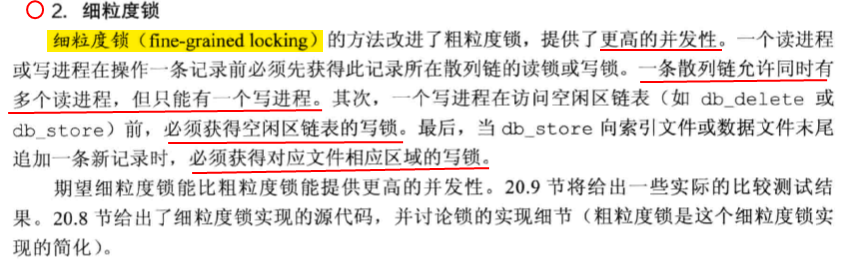 2. 细粒度锁
细粒度锁(fine-grained locking)的方法改进了粗粒度锁，提供了更高的并发性。一个读进程
或写进程在操作一条记录前必须先获得此记录所在散列链的读锁或写锁。一条散列链允许同时有
多个读进程，但只能有一个写进程。其次，一个写进程在访问空闲区链表（如 db_delete 或
db_store）前，必须获得空闲区链表的写锁。最后，当 db_store 向索引文件或数据文件末尾
追加一条新记录时，必须获得对应文件相应区域的写锁。
期望细粒度锁能比粗粒度锁能提供更高的并发性。20.9 节将给出一些实际的比较测试结
果。20.8 节给出了细粒度锁实现的源代码，并讨论锁的实现细节（粗粒度锁是这个细粒度锁实
现的简化）。